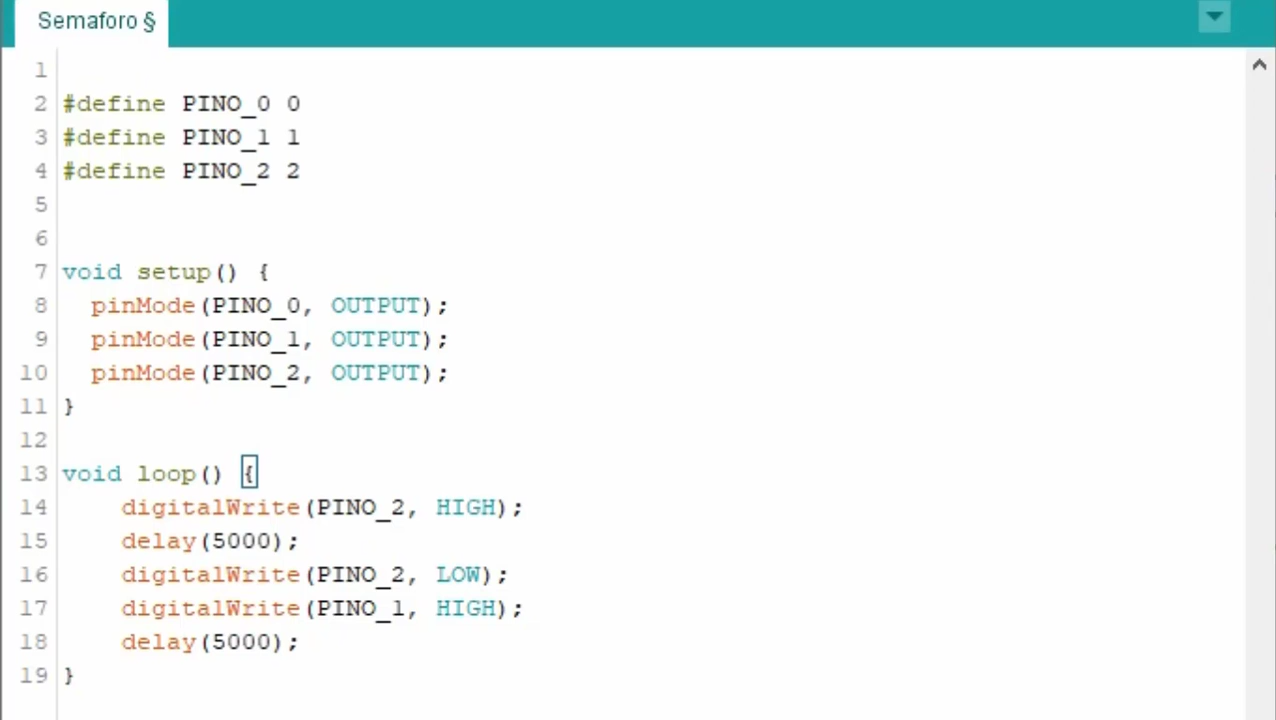 Semaforo §
1
2 #define PINO_0 0
3 #define PINO_1 1
4 #define PINO_2 2
5
6
7 void setup() {
8   pinMode(PINO_0, OUTPUT);
9   pinMode(PINO_1, OUTPUT);
10   pinMode(PINO_2, OUTPUT);
11 }
12
13 void loop() {
14     digitalWrite(PINO_2, HIGH);
15     delay(5000);
16     digitalWrite(PINO_2, LOW);
17     digitalWrite(PINO_1, HIGH);
18     delay(5000);
19 }